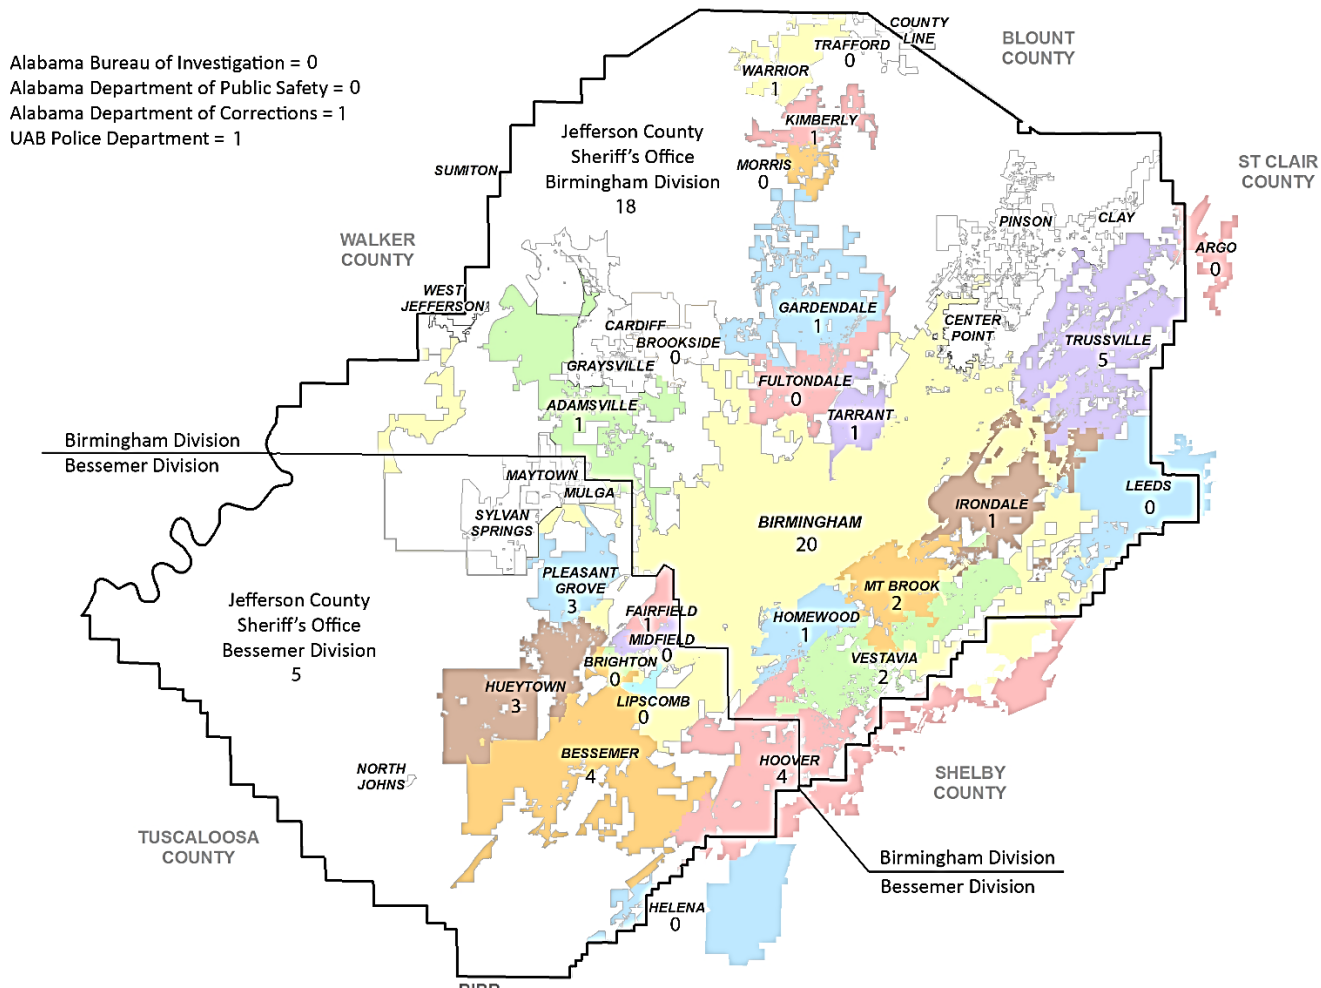 COUNTY
LINE
BLOUNT
COUNTY
TRAFFORD
0
Alabama Bureau of Investigation = 0
Alabama Department of Public Safety = 0
Alabama Department of Corrections = 1
UAB Police Department = 1
WARRIOR
1
KIMBERLY
1
Jefferson County
Sheriff's Office
Birmingham Division
18
MORRIS
0
SUMITON
ST CLAIR
COUNTY
PINSON
CLAY
WALKER
COUNTY
ARGO
0
WEST
JEFFERSON
GARDENDALE
1
CENTER
POINT
CARDIFF
BROOKSIDE
0
TRUSSVILLE
5
GRAYSVILLE
FULTONDALE
0
ADAMSVILLE
1
TARRANT
1
Birmingham Division
Bessemer Division
MAYTOWN
MULGA
LEEDS
0
SYLVAN
SPRINGS
IRONDALE
1
BIRMINGHAM
20
PLEASANT
GROVE
3
MT BROOK
2
Jefferson County
Sheriff's Office
Bessemer Division
5
FAIRFIELD
1
HOMEWOOD
1
MIDFIELD
0
BRIGHTON
0
VESTAVIA
2
HUEYTOWN
3
LIPSCOMB
0
BESSEMER
4
HOOVER
4
NORTH
JOHNS
SHELBY
COUNTY
TUSCALOOSA
COUNTY
Birmingham Division
Bessemer Division
HELENA
0